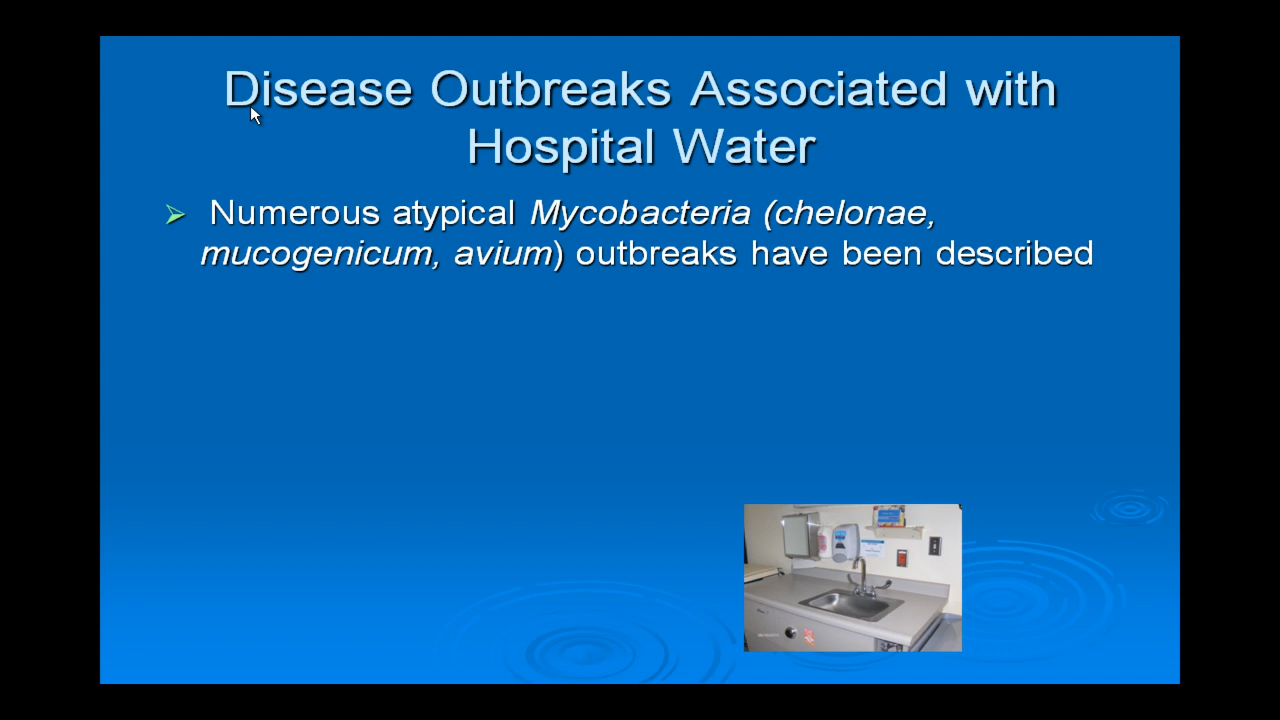 Disease Outbreaks Associated with
Hospital Water
Numerous atypical Mycobacteria (chelonae,
mucogenicum, avium) outbreaks have been described